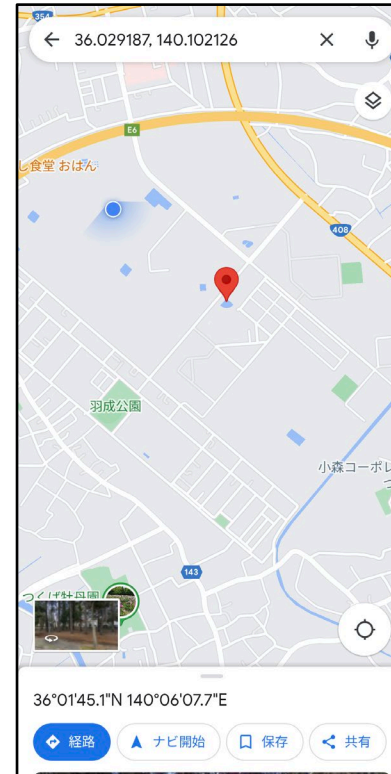 354
36.029187, 140.102126
E6
し食堂 おはん
408
羽成公園
小森コーポレ
つ
143
つくば牡丹園
36°01'45.1"N 140°06'07.7"E
経路
ナビ開始
保存
共有